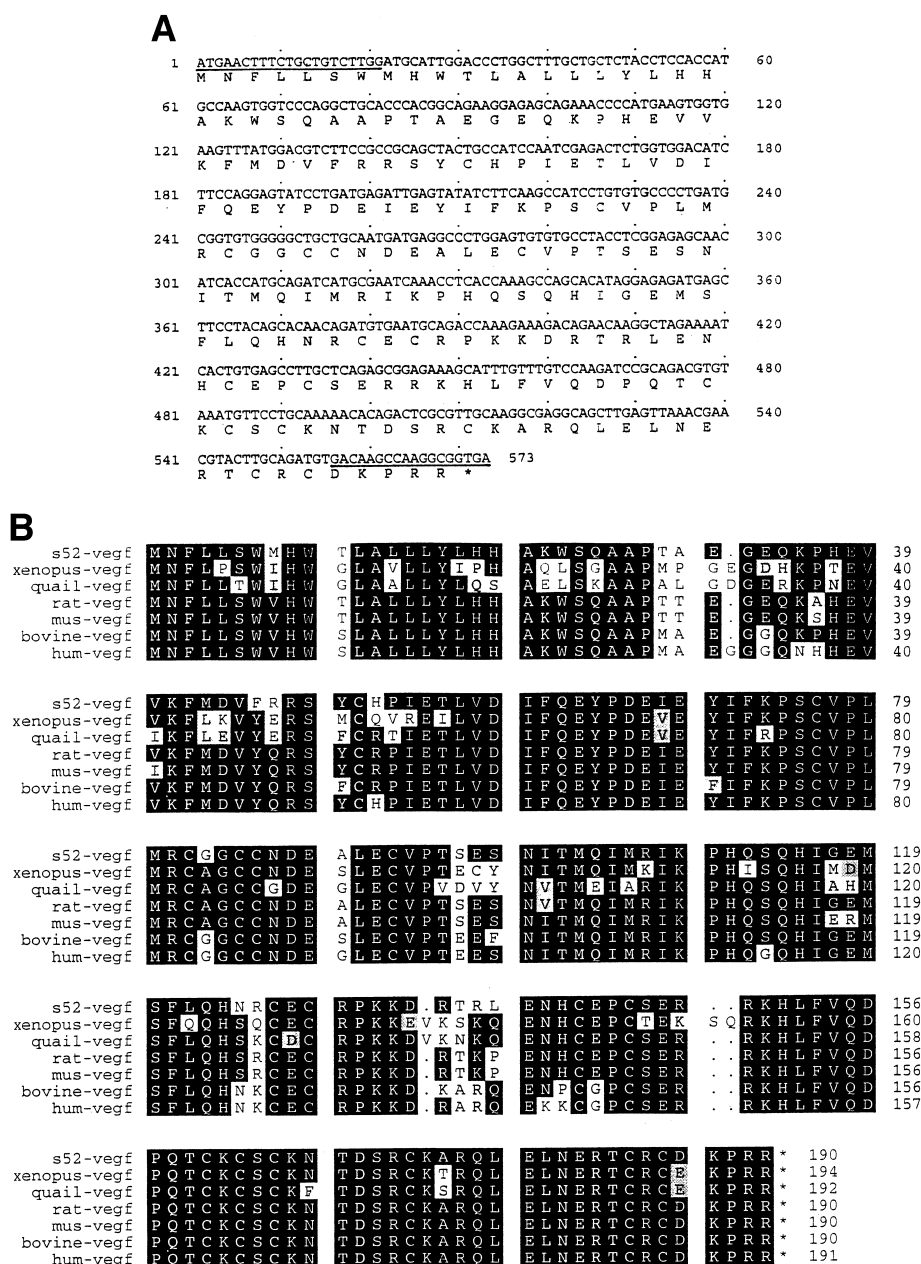 A
1 ATGAACTTTCTGCTGTCTTGGATGCATTGGACCCTGGCTTTGCTGCTCTACCTCCACCAT 60
M N F L L S W M H W T L A L L L Y L H H
61 GCCAAGTGGTCCCAGGCTGCACCCACGGCAGAAGGAGAGCAGAAACCCCATGAAGTGGTG 120
A K W S Q A A P T A E G E Q K P H E V V
121 AAGTTTATGGACGTCTTCCGCCGCAGCTACTGCCATCCAATCGAGACTCTGGTGGACATC 180
K F M D V F R R S Y C H P I E T L V D I
181 TTCCAGGAGTATCCTGATGAGATTGAGTATATCTTCAAGCCATCCTGTGTGCCCCTGATG 240
F Q E Y P D E I E Y I F K P S C V P L M
241 CGGTGTGGGGGCTGCTGCAATGATGAGGCCCTGGAGTGTGTGCCTACCTCGGAGAGCAAC 300
R C G G C C N D E A L E C V P T S E S N
301 ATCACCATGCAGATCATGCGAATCAAACCTCACCAAAGCCAGCACATAGGAGAGATGAGC 360
I T M Q I M R I K P H Q S Q H I G E M S
361 TTCCTACAGCACAACAGATGTGAATGCAGACCAAAGAAAGACAGAACAAGGCTAGAAAAT 420
F L Q H N R C E C R P K K D R T R L E N
421 CACTGTGAGCCTTGCTCAGAGCGGAGAAAGCATTTGTTTGTCCAAGATCCGCAGACGTGT 480
H C E P C S E R R K H L F V Q D P Q T C
481 AAATGTTCCTGCAAAAACACAGACTCGCGTTGCAAGGCGAGGCAGCTTGAGTTAAACGAA 540
K C S C K N T D S R C K A R Q L E L N E
541 CGTACTTGCAGATGTGACAAGCCAAGGCGGTGA 573
R T C R C D K P R R *
B
s52-vegf MNFLLSWMHW TLALLLYLHH AKWSQAAPTA E.GEQKPHEV 39
xenopus-vegf MNFLPSWIHW GLAVLLYIPH AQLSGAAPMP GEGDHKPTEV 40
quail-vegf MNFLLTWIHW GLAALLYLQS AELSKAAPAL GDGERKPNEV 40
rat-vegf MNFLLSWVHW TLALLLYLHH AKWSQAAPTT E.GEQKAHEV 39
mus-vegf MNFLLSWVHW TLALLLYLHH AKWSQAAPTT E.GEQKSHEV 39
bovine-vegf MNFLLSWVHW SLALLLYLHH AKWSQAAPMA E.GGQKPHEV 39
hum-vegf MNFLLSWVHW SLALLLYLHH AKWSQAAPMA EGGGQNHHEV 40
s52-vegf VKFMDVFRRS YCHPIETLVD IFQEYPDEIE YIFKPSCVPL 79
xenopus-vegf VKFLKVYERS MCQVREILVD IFQEYPDEVE YIFKPSCVPL 80
quail-vegf IKFLEVYERS FCRTIETLVD IFQEYPDEVE YIFRPSCVPL 80
rat-vegf VKFMDVYQRS YCRPIETLVD IFQEYPDEIE YIFKPSCVPL 79
mus-vegf IKFMDVYQRS YCRPIETLVD IFQEYPDEIE YIFKPSCVPL 79
bovine-vegf VKFMDVYQRS FCRPIETLVD IFQEYPDEIE FIFKPSCVPL 79
hum-vegf VKFMDVYQRS YCHPIETLVD IFQEYPDEIE YIFKPSCVPL 80
s52-vegf MRCGGCCNDE ALECVPTSES NITMQIMRIK PHQSQHIGEM 119
xenopus-vegf MRCAGCCNDE ALECVPTECY NITMQIMKIK PHISQHIMDM 120
quail-vegf MRCAGCCGDE GLECVPVDVY NVTMEIARIK PHQSQHIAHM 120
rat-vegf MRCAGCCNDE ALECVPTSES NVTMQIMRIK PHQSQHIGEM 119
mus-vegf MRCAGCCNDE ALECVPTSES NITMQIMRIK PHQSQHIERM 119
bovine-vegf MRCGGCCNDE SLECVPTEEF NITMQIMRIK PHQSQHIGEM 119
hum-vegf MRCGGCCNDE GLECVPTEES NITMQIMRIK PHQGQHIGEM 120
s52-vegf SFLQHNRCEC RPKKD.RTRL ENHCEPCSER ..RKHLFVQD 156
xenopus-vegf SFQQHSQCEC RPKKEVKSKQ ENHCEPCTEK SQRKHLFVQD 160
quail-vegf SFLQHSKCDC RPKKDVKNKQ ENHCEPCSER ..RKHLFVQD 158
rat-vegf SFLQHSRCEC RPKKD.RTKP ENHCEPCSER ..RKHLFVQD 156
mus-vegf SFLQHSRCEC RPKKD.RTKP ENHCEPCSER ..RKHLFVQD 156
bovine-vegf SFLQHNKCEC RPKKD.KARQ ENPCGPCSER ..RKHLFVQD 156
hum-vegf SFLQHNKCEC RPKKD.RARQ EKKCGPCSER ..RKHLFVQD 157
s52-vegf PQTCKCSCKN TDSRCKARQL ELNERTCRCD KPRR* 190
xenopus-vegf PQTCKCSCKN TDSRCKTRQL ELNERTCRCE KPRR* 194
quail-vegf PQTCKCSCKF TDSRCKSRQL ELNERTCRCE KPRR* 192
rat-vegf PQTCKCSCKN TDSRCKARQL ELNERTCRCD KPRR* 190
mus-vegf PQTCKCSCKN TDSRCKARQL ELNERTCRCD KPRR* 190
bovine-vegf PQTCKCSCKN TDSRCKARQL ELNERTCRCD KPRR* 190
hum-vegf PQTCKCSCKN TDSRCKARQL ELNERTCRCD KPRR* 191